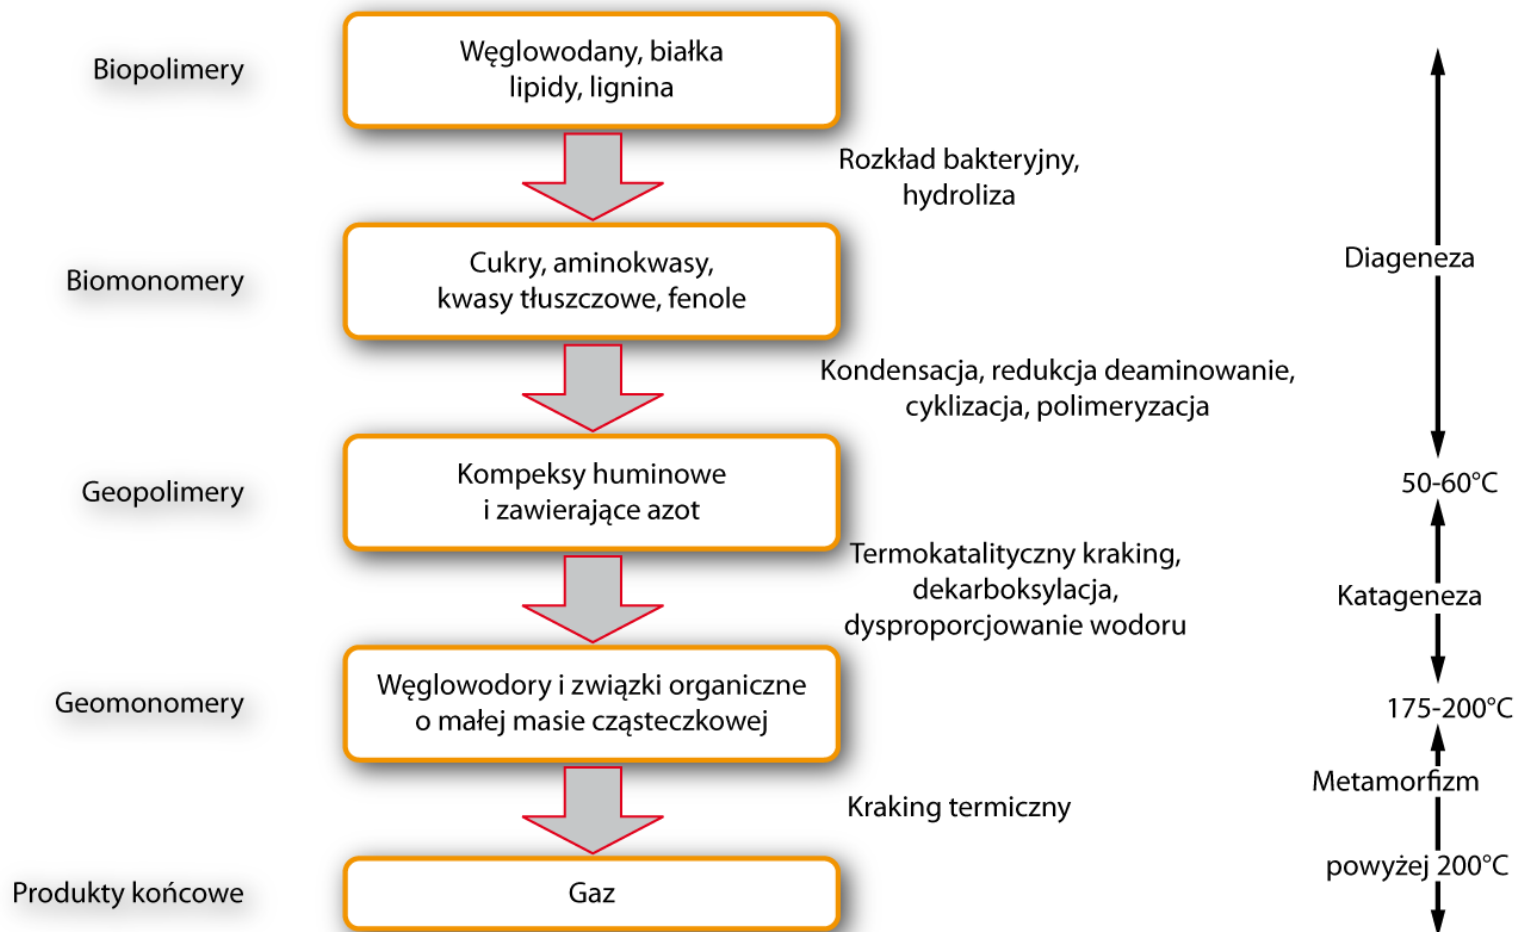 Biopolimery
Węglowodany, białka
lipidy, lignina
Rozkład bakteryjny,
hydroliza
Biomonomery
Cukry, aminokwasy,
kwasy tłuszczowe, fenole
Diageneza
Kondensacja, redukcja deaminowanie,
cyklizacja, polimeryzacja
Geopolimery
Kompeksy huminowe
i zawierające azot
50-60°C
Termokatalityczny kraking,
dekarboksylacja,
dysproporcjowanie wodoru
Katageneza
Geomonomery
Węglowodory i związki organiczne
o małej masie cząsteczkowej
175-200°C
Metamorfizm
Kraking termiczny
powyżej 200°C
Produkty końcowe
Gaz